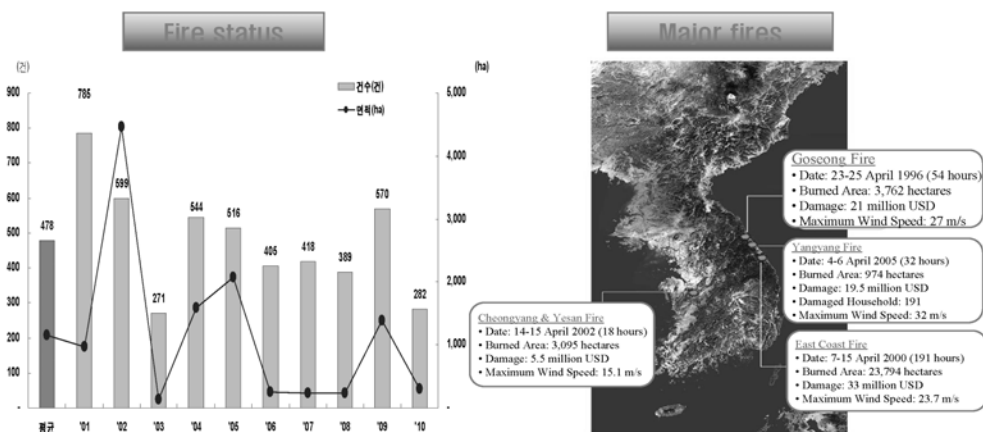 Fire status
Major fires
(건)
(ha)
건수(건)
면적(ha)
900
800
700
600
500
400
300
200
100
-
5,000
4,000
3,000
2,000
1,000
-
478
785
599
271
544
516
405
418
389
570
282
평균
'01
'02
'03
'04
'05
'06
'07
'08
'09
'10
Goseong Fire
• Date: 23-25 April 1996 (54 hours)
• Burned Area: 3,762 hectares
• Damage: 21 million USD
• Maximum Wind Speed: 27 m/s
Yangyang Fire
• Date: 4-6 April 2005 (32 hours)
• Burned Area: 974 hectares
• Damage: 19.5 million USD
• Damaged Household: 191
• Maximum Wind Speed: 32 m/s
Cheongyang & Yesan Fire
• Date: 14-15 April 2002 (18 hours)
• Burned Area: 3,095 hectares
• Damage: 5.5 million USD
• Maximum Wind Speed: 15.1 m/s
East Coast Fire
• Date: 7-15 April 2000 (191 hours)
• Burned Area: 23,794 hectares
• Damage: 33 million USD
• Maximum Wind Speed: 23.7 m/s